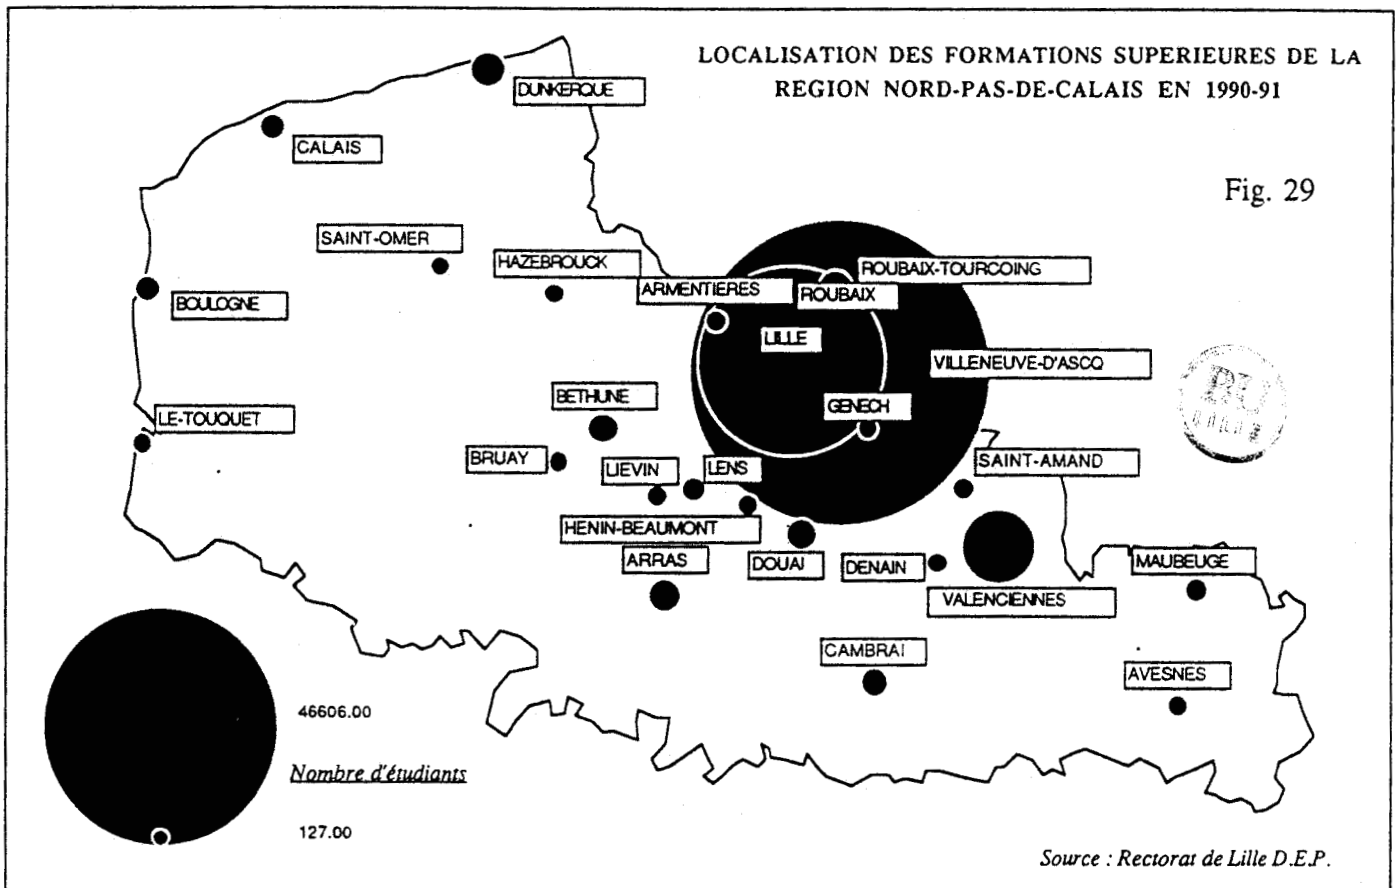 LOCALISATION DES FORMATIONS SUPERIEURES DE LA
REGION NORD-PAS-DE-CALAIS EN 1990-91
Fig. 29
DUNKERQUE
CALAIS
SAINT-OMER
HAZEBROUCK
ROUBAIX-TOURCOING
ARMENTIERES
ROUBAIX
BOULOGNE
LILLE
VILLENEUVE-D'ASCQ
BETHUNE
GENECH
LE-TOUQUET
BRUAY
LIEVIN
LENS
SAINT-AMAND
HENIN-BEAUMONT
ARRAS
DOUAI
DENAIN
MAUBEUGE
VALENCIENNES
CAMBRAI
AVESNES
46606.00
Nombre d'étudiants
127.00
Source : Rectorat de Lille D.E.P.